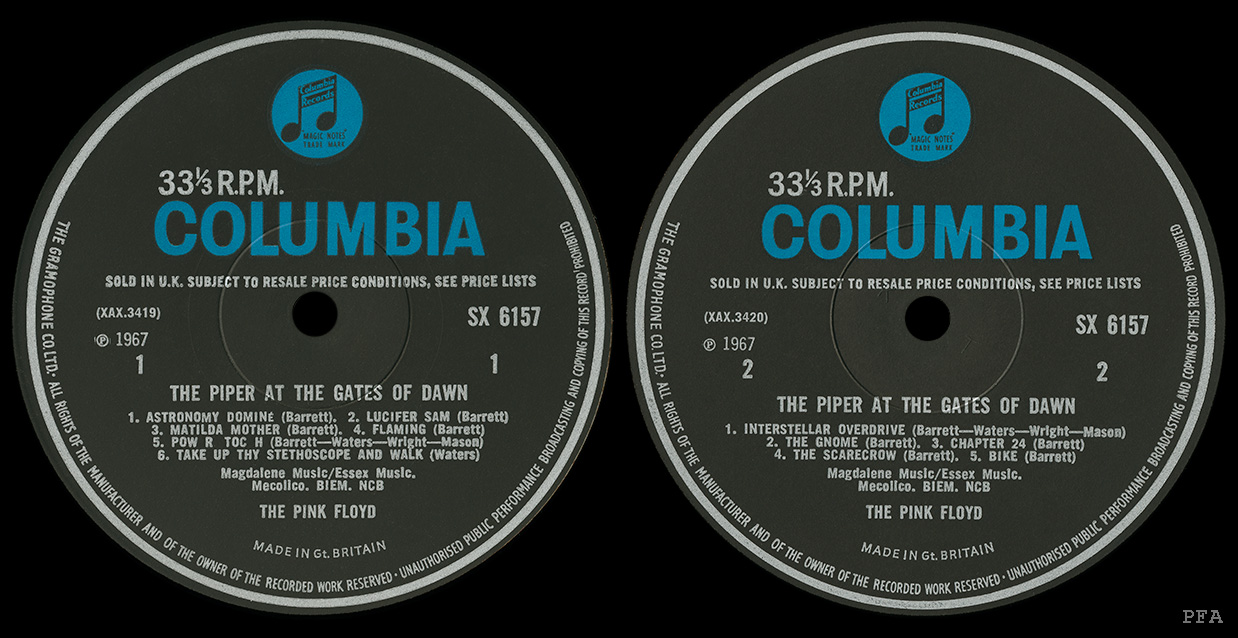 Columbia
Records
"MAGIC NOTES"
TRADE MARK
33⅓ R.P.M.
COLUMBIA
SOLD IN U.K. SUBJECT TO RESALE PRICE CONDITIONS, SEE PRICE LISTS
(XAX.3419)
SX 6157
℗ 1967
1
1
THE PIPER AT THE GATES OF DAWN
1. ASTRONOMY DOMINÉ (Barrett). 2. LUCIFER SAM (Barrett)
3. MATILDA MOTHER (Barrett). 4. FLAMING (Barrett)
5. POW R TOC H (Barrett—Waters—Wright—Mason)
6. TAKE UP THY STETHOSCOPE AND WALK (Waters)
Magdalene Music/Essex Music.
Mecolico. BIEM. NCB
THE PINK FLOYD
MADE IN Gt. BRITAIN
THE GRAMOPHONE CO. LTD. · ALL RIGHTS OF THE MANUFACTURER AND OF THE OWNER OF THE RECORDED WORK RESERVED · UNAUTHORISED PUBLIC PERFORMANCE BROADCASTING AND COPYING OF THIS RECORD PROHIBITED
Columbia
Records
"MAGIC NOTES"
TRADE MARK
33⅓ R.P.M.
COLUMBIA
SOLD IN U.K. SUBJECT TO RESALE PRICE CONDITIONS, SEE PRICE LISTS
(XAX.3420)
SX 6157
℗ 1967
2
2
THE PIPER AT THE GATES OF DAWN
1. INTERSTELLAR OVERDRIVE (Barrett—Waters—Wright—Mason)
2. THE GNOME (Barrett). 3. CHAPTER 24 (Barrett)
4. THE SCARECROW (Barrett). 5. BIKE (Barrett)
Magdalene Music/Essex Music.
Mecolico. BIEM. NCB
THE PINK FLOYD
MADE IN Gt. BRITAIN
THE GRAMOPHONE CO. LTD. · ALL RIGHTS OF THE MANUFACTURER AND OF THE OWNER OF THE RECORDED WORK RESERVED · UNAUTHORISED PUBLIC PERFORMANCE BROADCASTING AND COPYING OF THIS RECORD PROHIBITED
PFA